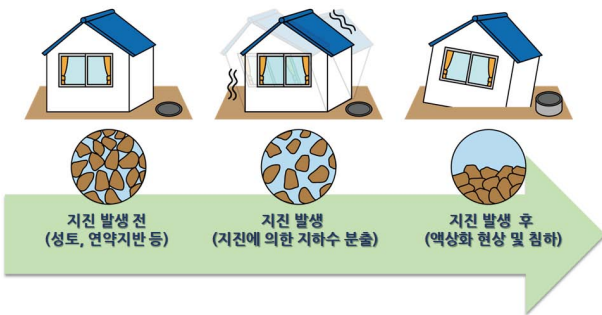 지진 발생 전
(성토, 연약지반 등)
지진 발생
(지진에 의한 지하수 분출)
지진 발생 후
(액상화 현상 및 침하)